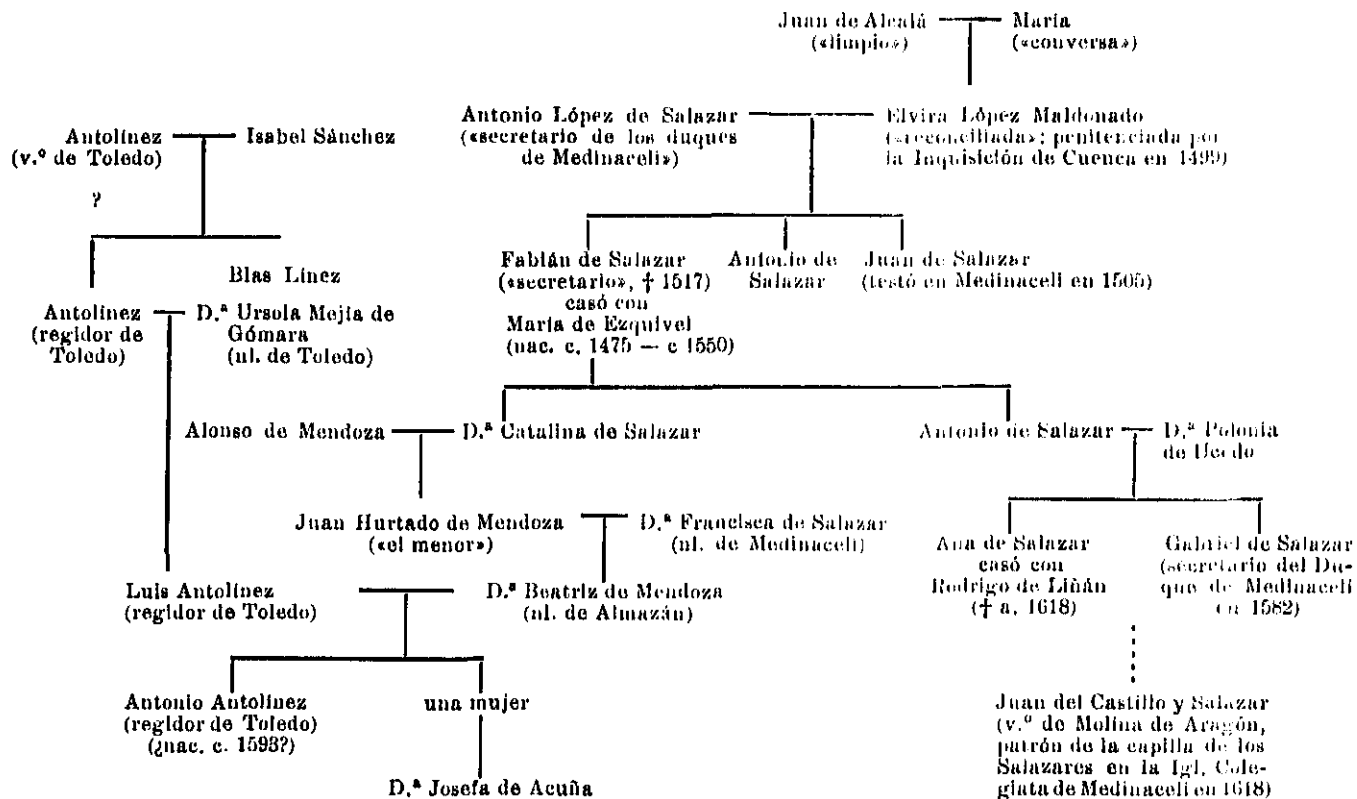 Juan de Alcalá
(«limpio»)
María
(«conversa»)
Antonio López de Salazar
(«secretario de los duques
de Medinaceli»)
Elvira López Maldonado
(«reconciliada»; penitenciada por
la Inquisición de Cuenca en 1499)
Antolínez
(v.º de Toledo)
Isabel Sánchez
?
Blas Línez
Antolínez
(regidor de
Toledo)
D.ª Ursola Mejía de
Gómara
(nl. de Toledo)
Fabián de Salazar
(«secretario», † 1517)
casó con
María de Ezquivel
(nac. c. 1475 — c 1550)
Antonio de
Salazar
Juan de Salazar
(testó en Medinaceli en 1505)
Alonso de Mendoza
D.ª Catalina de Salazar
Antonio de Salazar
D.ª Polonia
de Ucedo
Juan Hurtado de Mendoza
(«el menor»)
D.ª Francisca de Salazar
(nl. de Medinaceli)
Ana de Salazar
casó con
Rodrigo de Liñán
(† a. 1618)
Gabriel de Salazar
(secretario del Du-
que de Medinaceli
en 1582)
Luis Antolínez
(regidor de Toledo)
D.ª Beatriz de Mendoza
(nl. de Almazán)
Antonio Antolínez
(regidor de Toledo)
(¿nac. c. 1593?)
una mujer
D.ª Josefa de Acuña
Juan del Castillo y Salazar
(v.º de Molina de Aragón,
patrón de la capilla de los
Salazares en la Igl. Cole-
giata de Medinaceli en 1618)